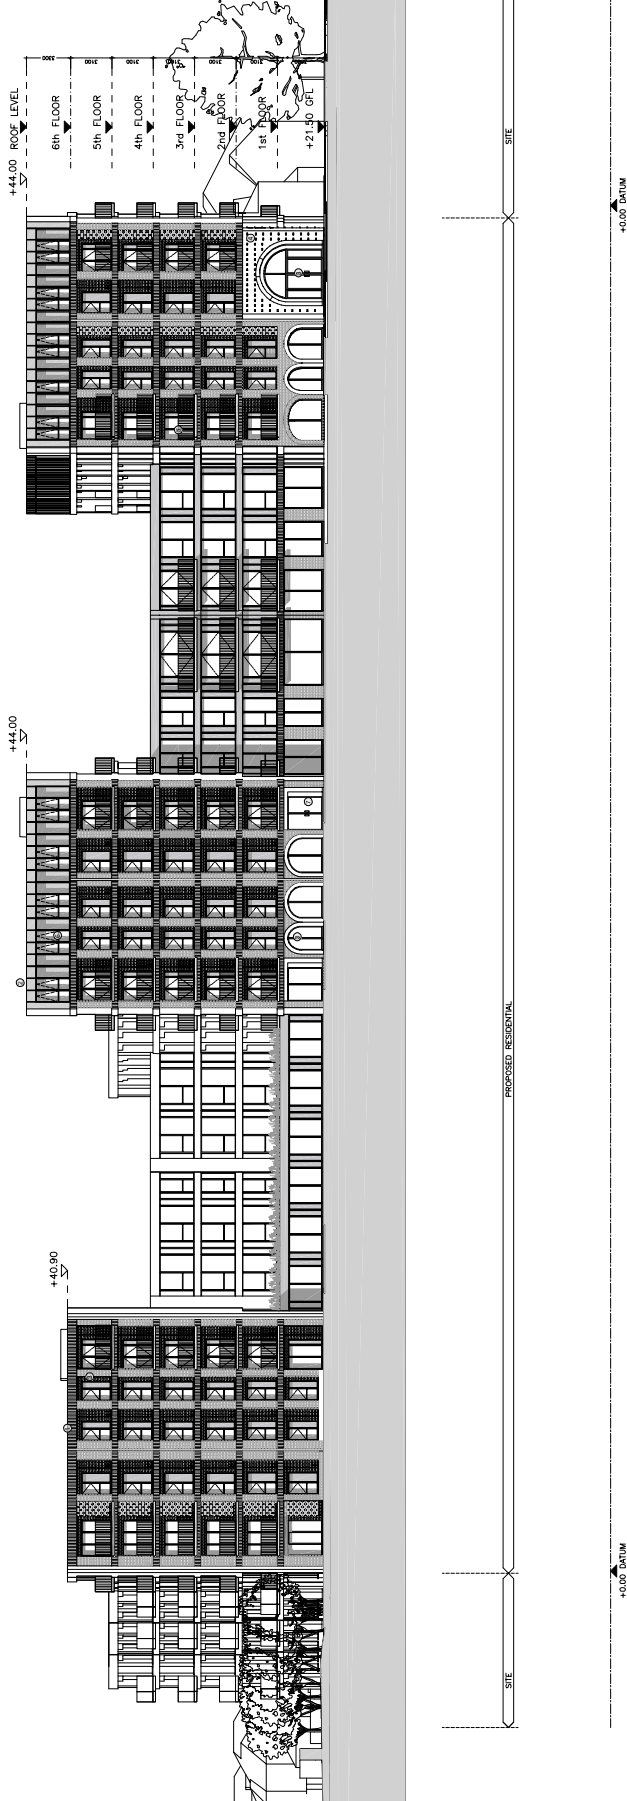 +44.00 ROOF LEVEL
6th FLOOR
5th FLOOR
4th FLOOR
3rd FLOOR
2nd FLOOR
1st FLOOR
+21.50 GFL
3300
3100
3100
3100
3100
+44.00
+40.90
SITE
PROPOSED RESIDENTIAL
SITE
+0.00 DATUM
+0.00 DATUM
2